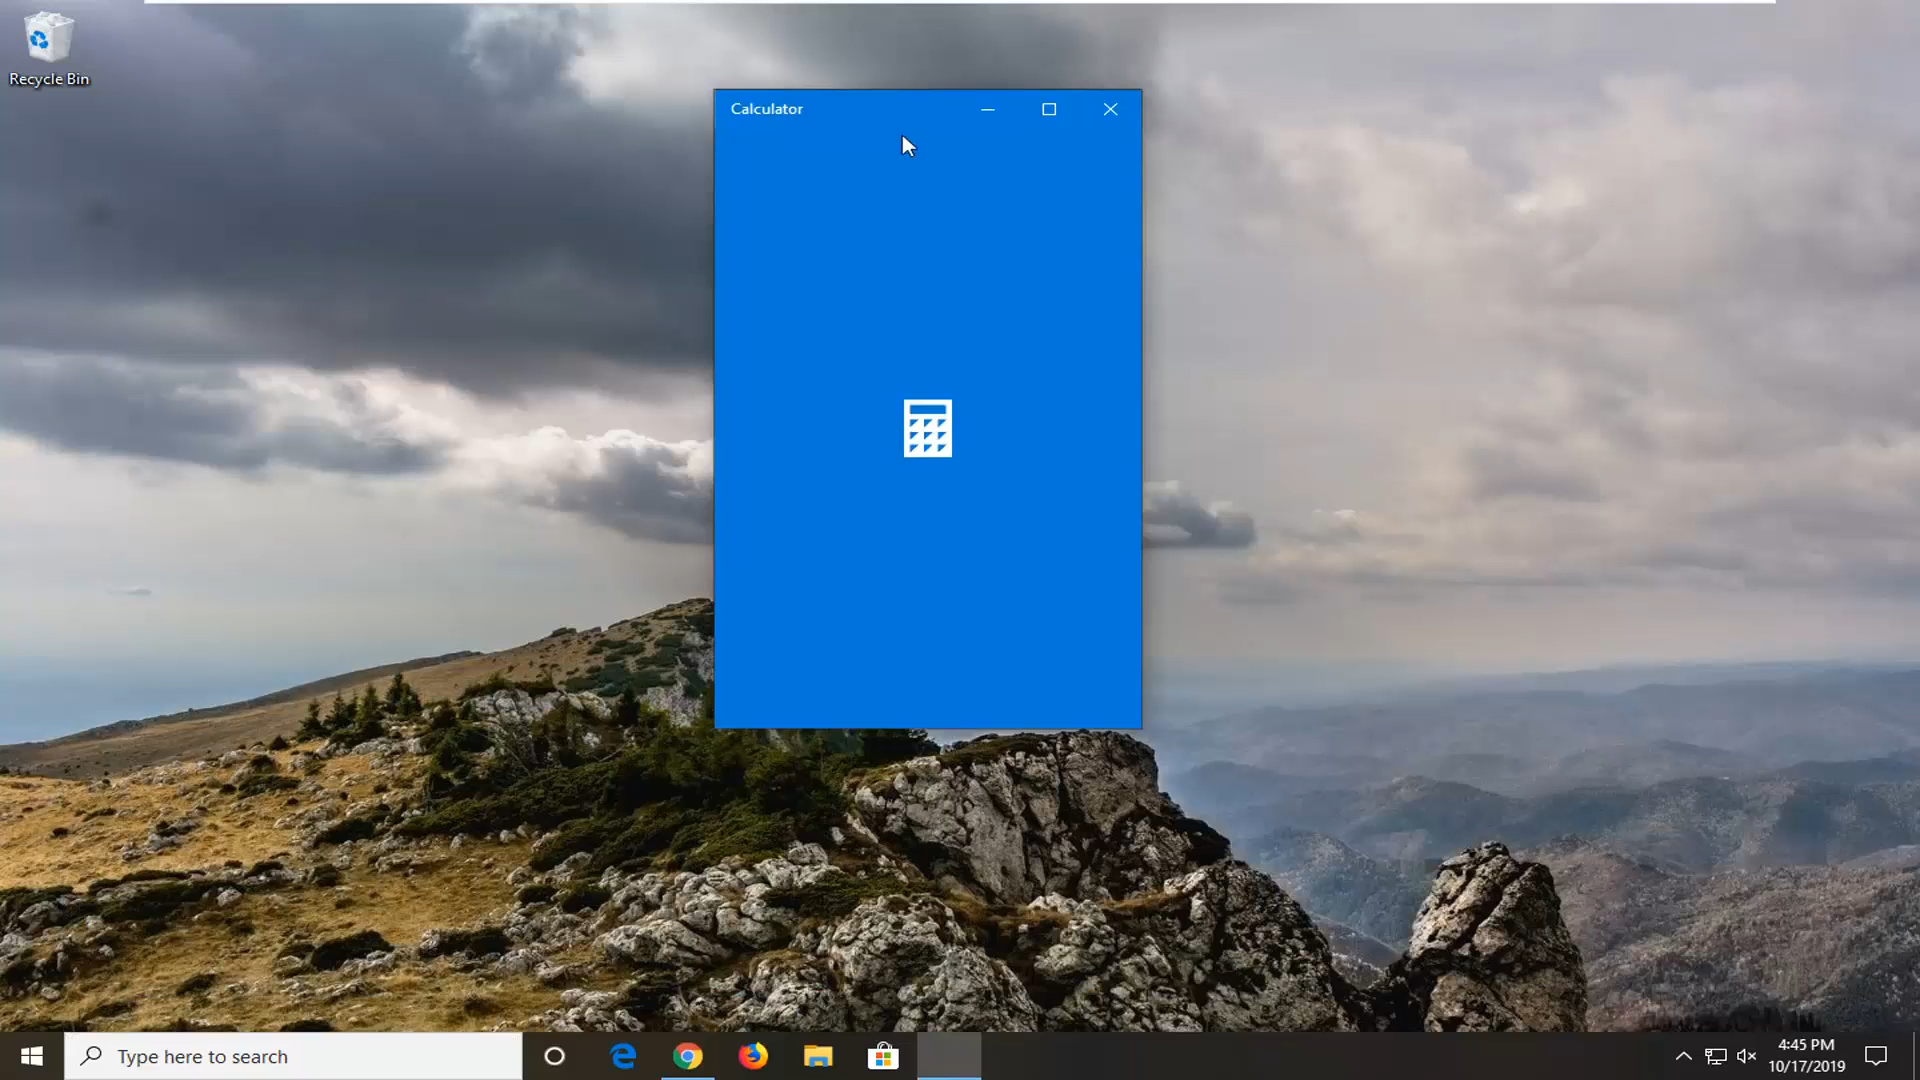 Recycle Bin
Calculator
Type here to search
4:45 PM
10/17/2019